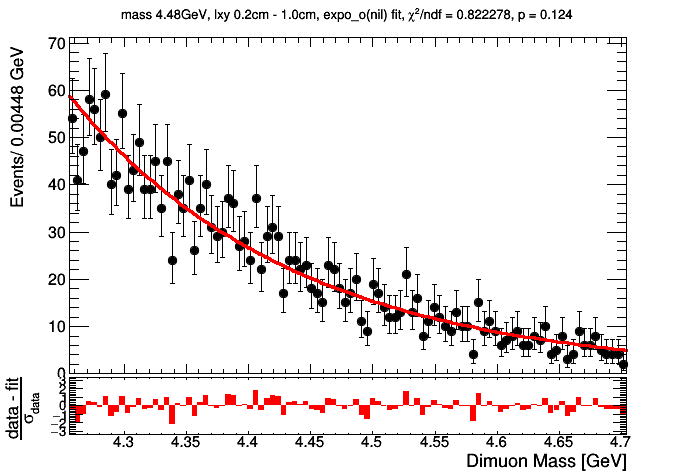 mass 4.48GeV, lxy 0.2cm - 1.0cm, expo_o(nil) fit, χ²/ndf = 0.822278, p = 0.124
Events/ 0.00448 GeV
70
60
50
40
30
20
10
0
data - fit
σdata
3
2
1
0
−1
−2
−3
4.3 4.35 4.4 4.45 4.5 4.55 4.6 4.65 4.7
Dimuon Mass [GeV]